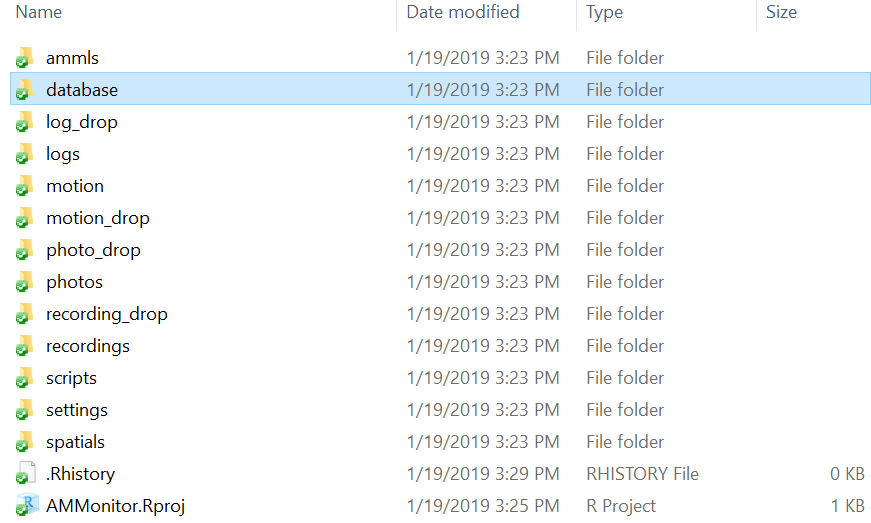 Name Date modified Type Size
ammls 1/19/2019 3:23 PM File folder
database 1/19/2019 3:23 PM File folder
log_drop 1/19/2019 3:23 PM File folder
logs 1/19/2019 3:23 PM File folder
motion 1/19/2019 3:23 PM File folder
motion_drop 1/19/2019 3:23 PM File folder
photo_drop 1/19/2019 3:23 PM File folder
photos 1/19/2019 3:23 PM File folder
recording_drop 1/19/2019 3:23 PM File folder
recordings 1/19/2019 3:23 PM File folder
scripts 1/19/2019 3:23 PM File folder
settings 1/19/2019 3:23 PM File folder
spatials 1/19/2019 3:23 PM File folder
.Rhistory 1/19/2019 3:29 PM RHISTORY File 0 KB
AMMonitor.Rproj 1/19/2019 3:25 PM R Project 1 KB